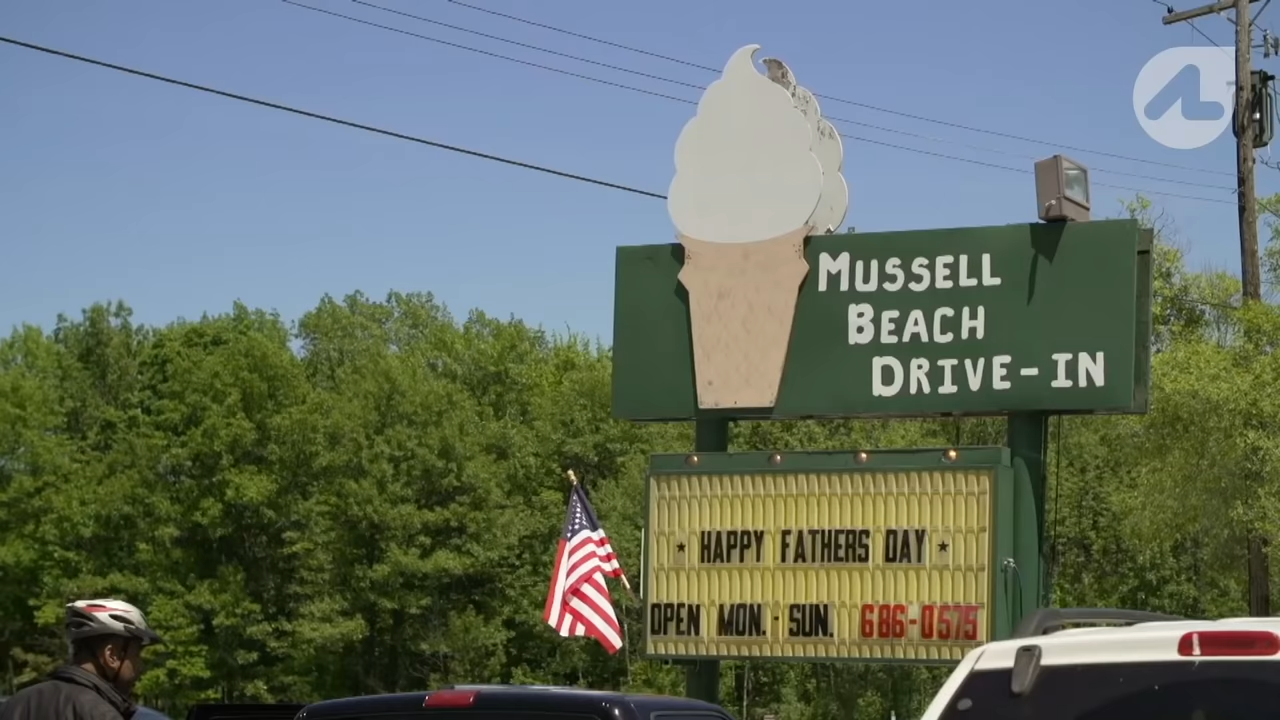 MUSSELL
BEACH
DRIVE-IN
★ HAPPY FATHERS DAY ★
OPEN MON. - SUN. 686-0575